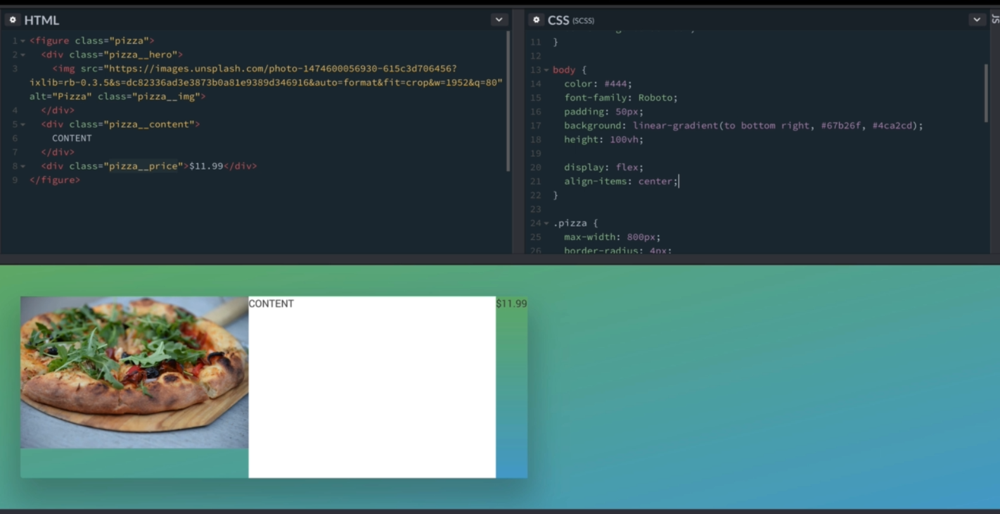 HTML
1 <figure class="pizza">
2 <div class="pizza__hero">
3 <img src="https://images.unsplash.com/photo-1474600056930-615c3d706456?
ixlib=rb-0.3.5&s=dc82336ad3e3873b0a81e9389d346916&auto=format&fit=crop&w=1952&q=80"
alt="Pizza" class="pizza__img">
4 </div>
5 <div class="pizza__content">
6 CONTENT
7 </div>
8 <div class="pizza__price">$11.99</div>
9 </figure>
CSS (SCSS)
11 }
12
13 body {
14 color: #444;
15 font-family: Roboto;
16 padding: 50px;
17 background: linear-gradient(to bottom right, #67b26f, #4ca2cd);
18 height: 100vh;
19
20 display: flex;
21 align-items: center;
22 }
23
24 .pizza {
25 max-width: 800px;
26 border-radius: 4px;
JS
CONTENT
$11.99